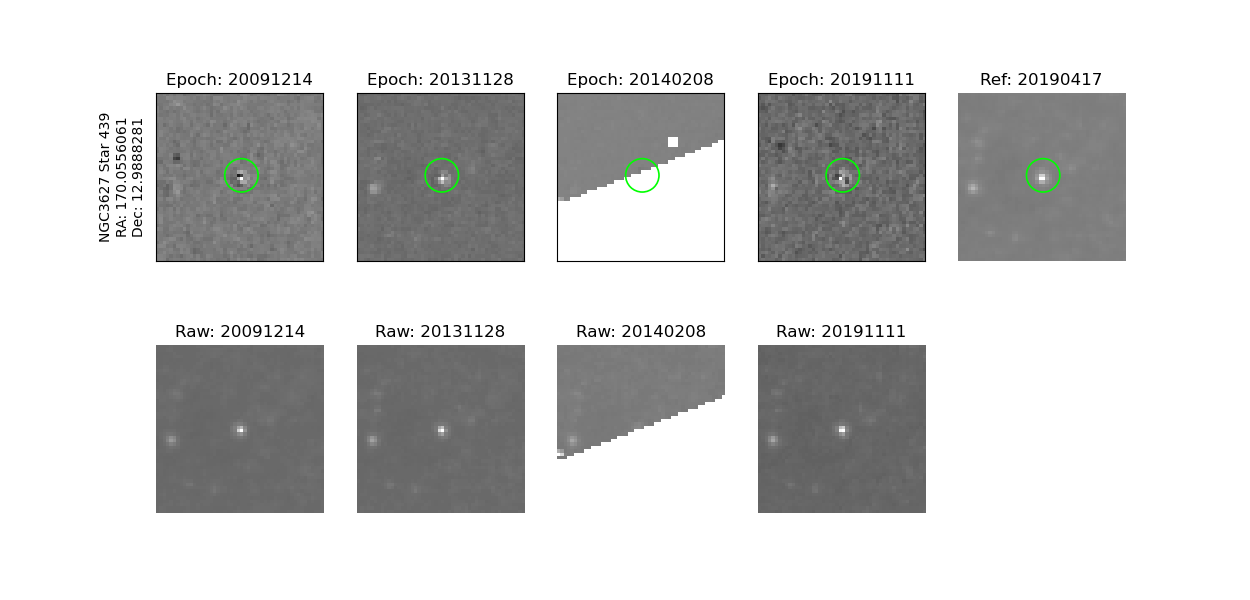 NGC3627 Star 439
RA: 170.0556061
Dec: 12.9888281
Epoch: 20091214
Epoch: 20131128
Epoch: 20140208
Epoch: 20191111
Ref: 20190417
Raw: 20091214
Raw: 20131128
Raw: 20140208
Raw: 20191111